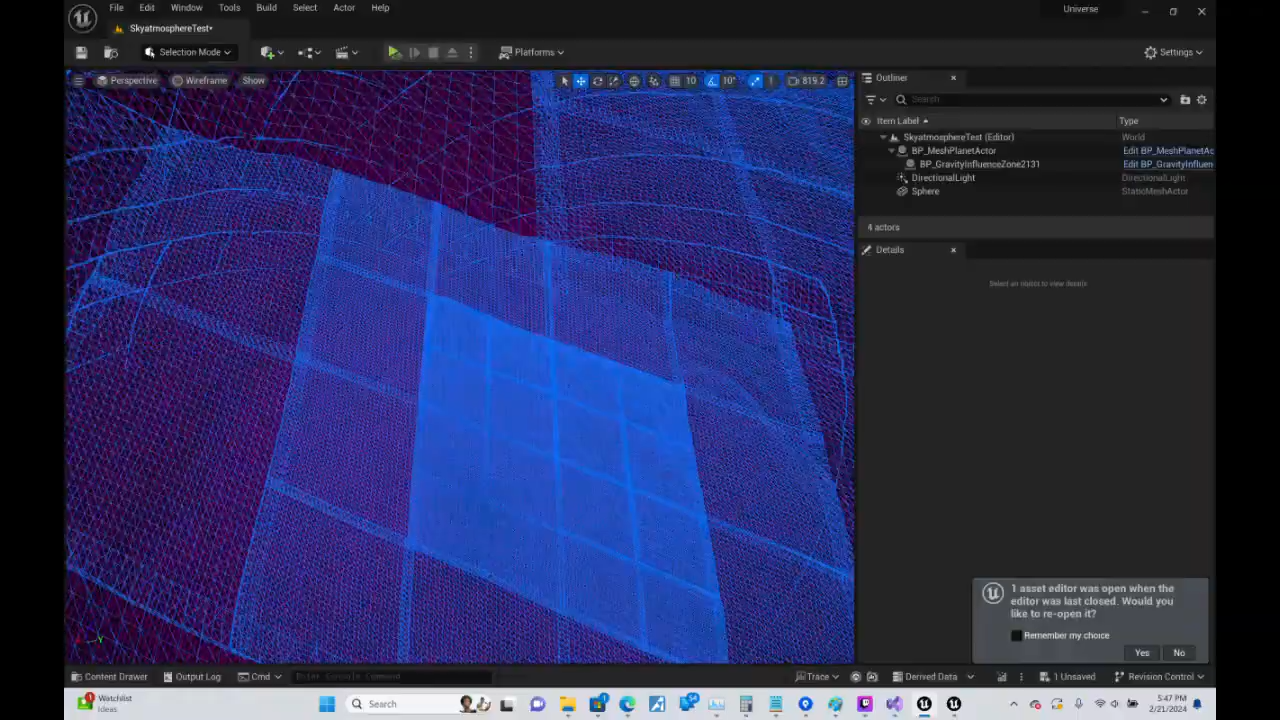 File Edit Window Tools Build Select Actor Help
Universe
SkyatmosphereTest*
Selection Mode
Platforms
Settings
Perspective
Wireframe
Show
10
10°
819.2
Outliner
Search
Item Label
Type
SkyatmosphereTest (Editor)
World
BP_MeshPlanetActor
Edit BP_MeshPlanetAc
BP_GravityInfluenceZone2131
Edit BP_GravityInfluen
DirectionalLight
DirectionalLight
Sphere
StaticMeshActor
4 actors
Details
Select an object to view details.
1 asset editor was open when the
editor was last closed. Would you
like to re-open it?
Remember my choice
Yes
No
Content Drawer
Output Log
Cmd
Enter Console Command
Trace
Derived Data
1 Unsaved
Revision Control
1
Watchlist
Ideas
Search
1
54
5:47 PM
2/21/2024